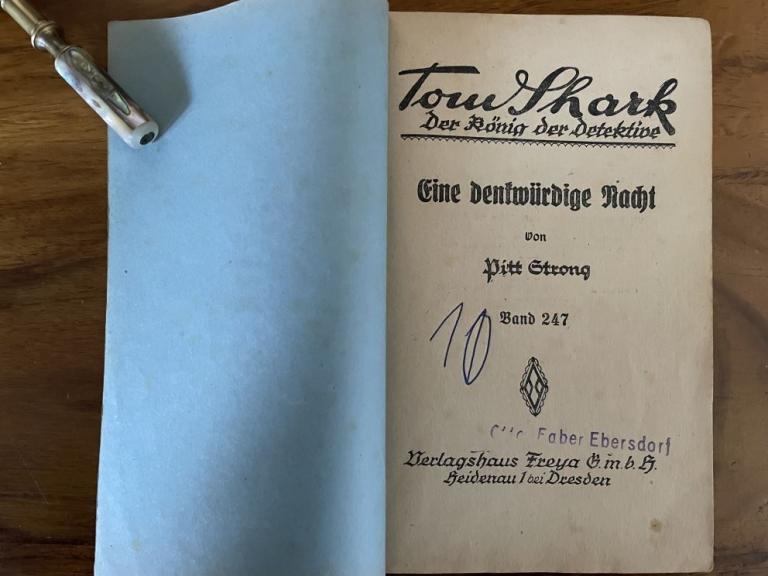 Tom Shark
Der König der Detektive
Eine denkwürdige Nacht
von
Pitt Strong
Band 247
10
Faber Ebersdorf
Verlagshaus Freya G.m.b.H.
Heidenau 1 bei Dresden